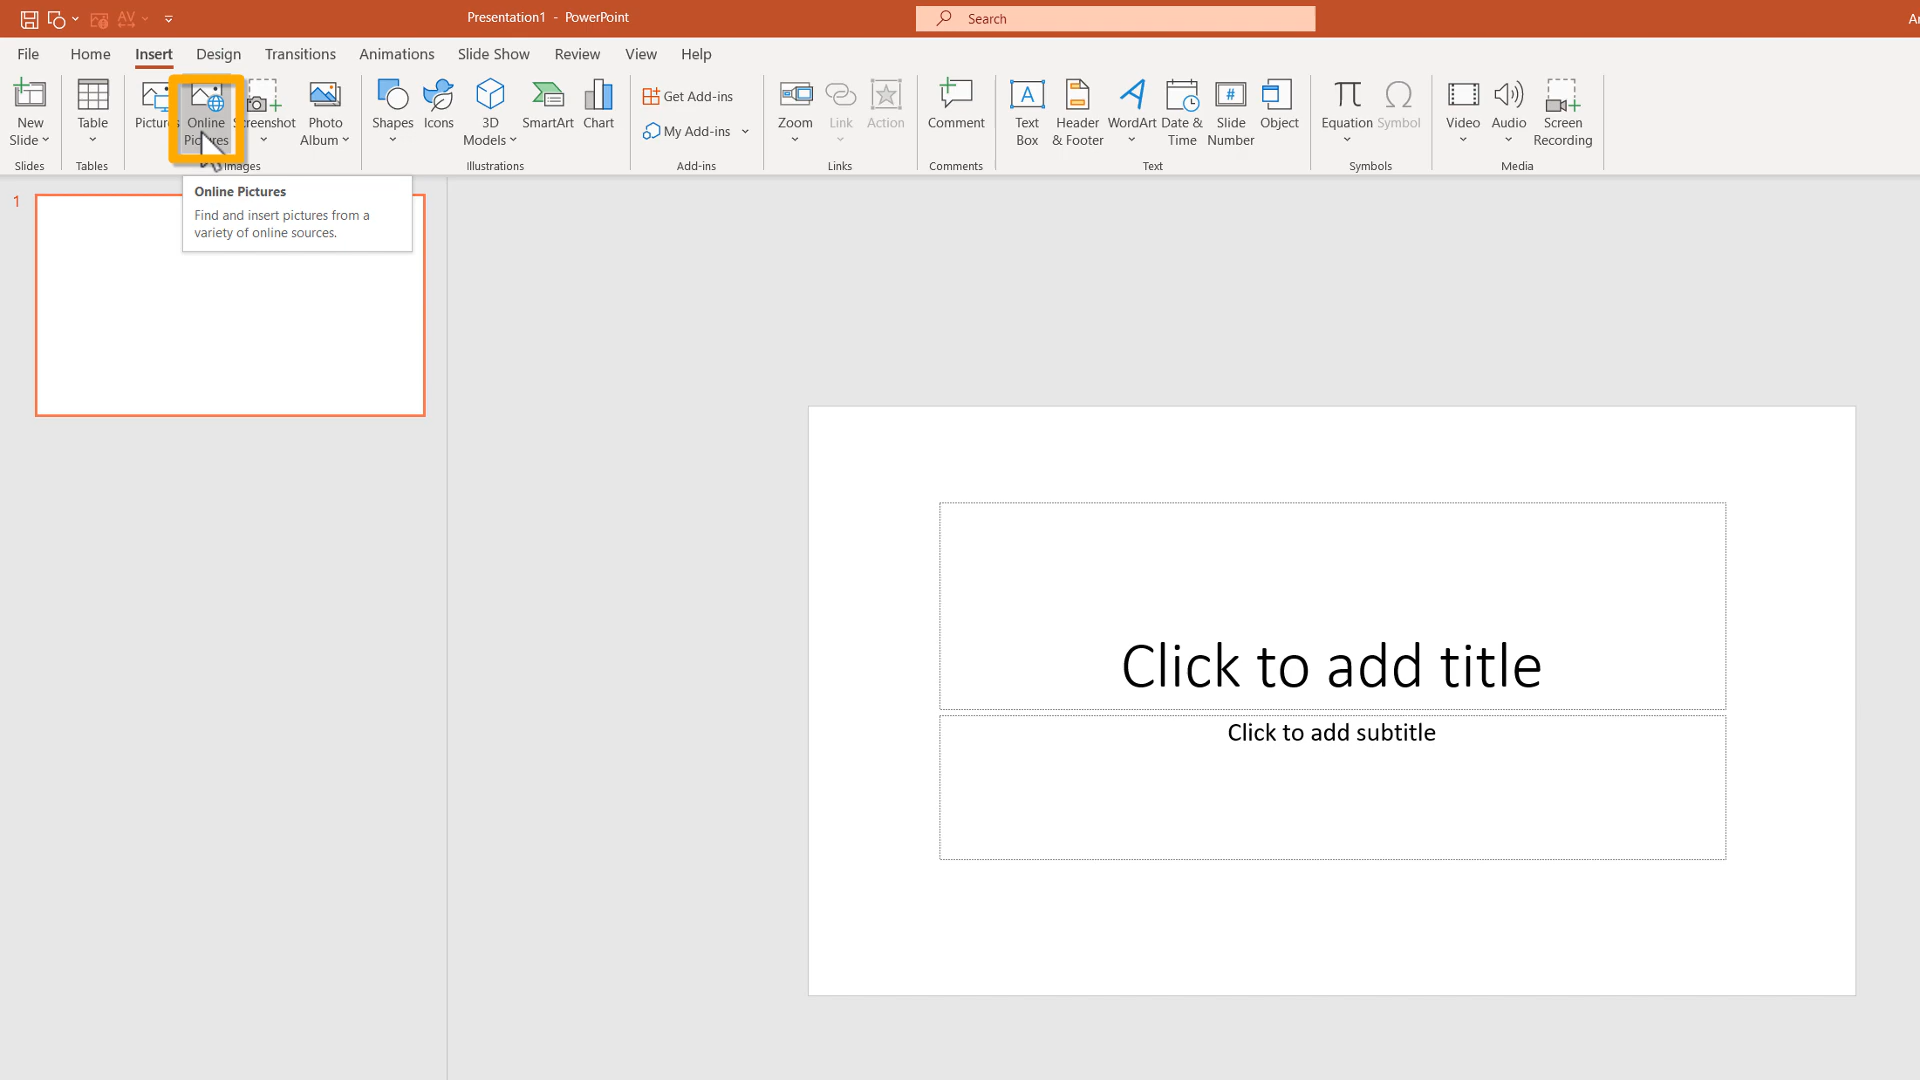 AV
Presentation1 - PowerPoint
Search
File
Home
Insert
Design
Transitions
Animations
Slide Show
Review
View
Help
New
Slide
Table
Online
Pictures
Photo
Album
Shapes
Icons
3D
Models
SmartArt
Chart
Get Add-ins
My Add-ins
Zoom
Link
Action
Comment
Text
Box
Header
& Footer
WordArt
Date &
Time
Slide
Number
Object
Equation
Symbol
Video
Audio
Screen
Recording
Slides
Tables
Images
Illustrations
Add-ins
Links
Comments
Text
Symbols
Media
Online Pictures
Find and insert pictures from a
variety of online sources.
1
Click to add title
Click to add subtitle